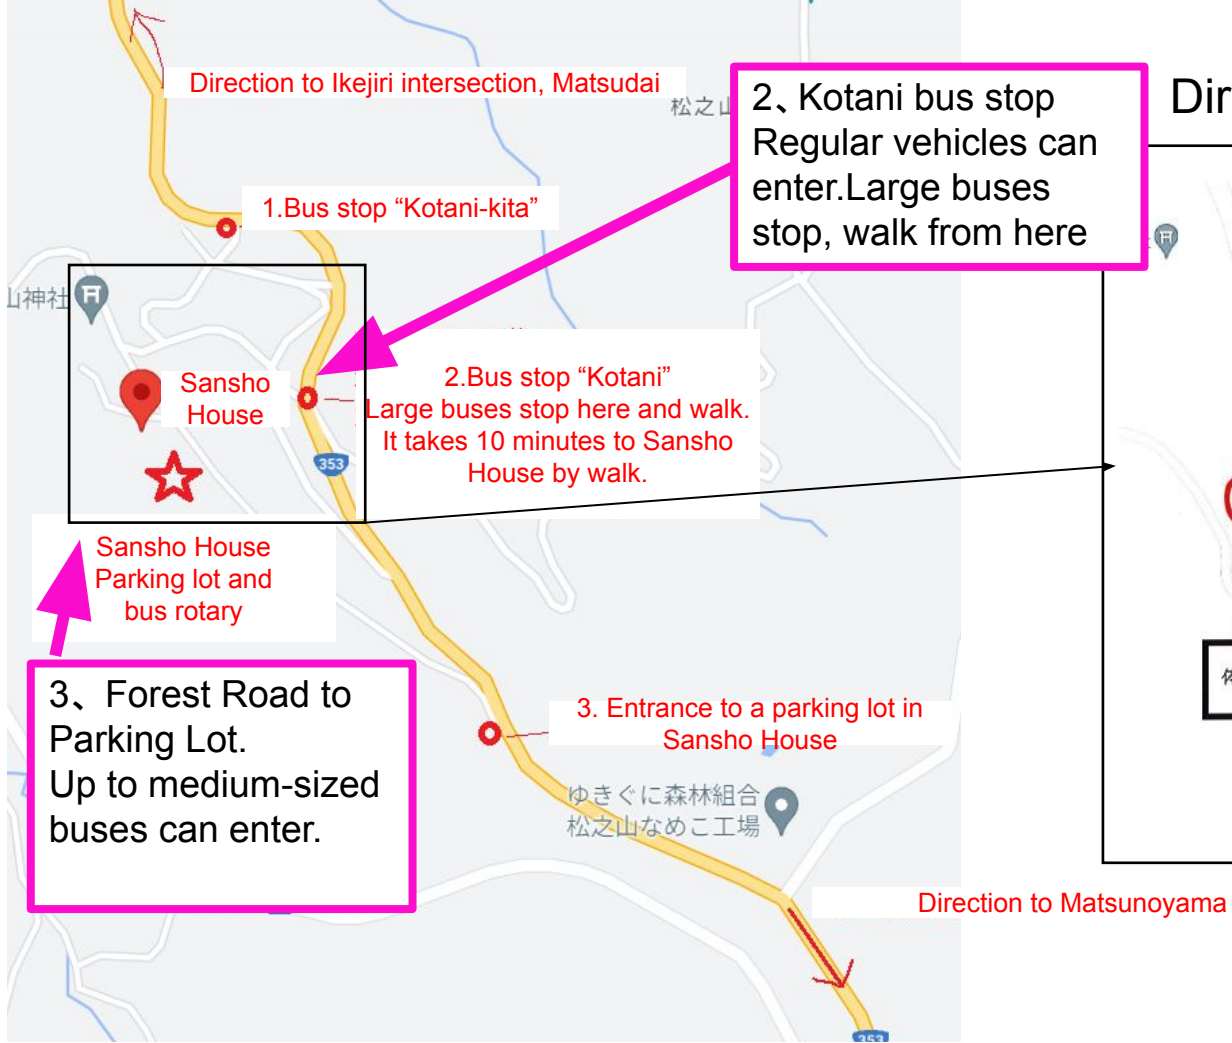 Direction to Ikejiri intersection, Matsudai
松之山
2、Kotani bus stop
Regular vehicles can
enter.Large buses
stop, walk from here
Dir
1.Bus stop “Kotani-kita”
山神社
Sansho
House
2.Bus stop “Kotani”
Large buses stop here and walk.
It takes 10 minutes to Sansho
House by walk.
353
Sansho House
Parking lot and
bus rotary
3、Forest Road to
Parking Lot.
Up to medium-sized
buses can enter.
3. Entrance to a parking lot in
Sansho House
ゆきぐに森林組合
松之山なめこ工場
Direction to Matsunoyama
353